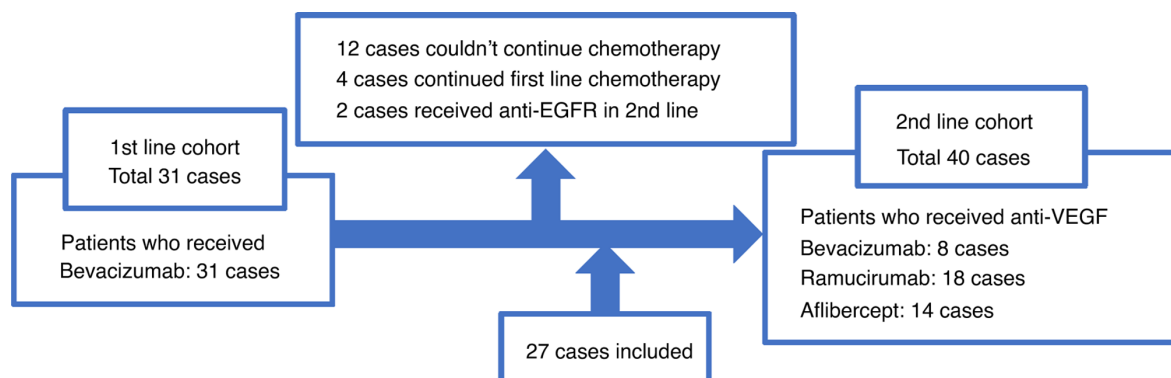 12 cases couldn’t continue chemotherapy
4 cases continued first line chemotherapy
2 cases received anti-EGFR in 2nd line
1st line cohort
Total 31 cases
Patients who received
Bevacizumab: 31 cases
2nd line cohort
Total 40 cases
Patients who received anti-VEGF
Bevacizumab: 8 cases
Ramucirumab: 18 cases
Aflibercept: 14 cases
27 cases included